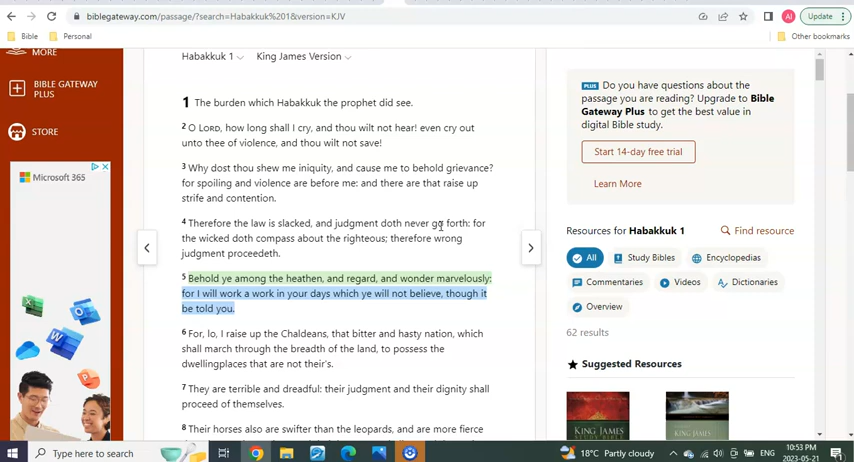 biblegateway.com/passage/?search=Habakkuk%201&version=KJV
AI
Update
Bible
Personal
Other bookmarks
MORE
BIBLE GATEWAY
PLUS
STORE
Microsoft 365
Habakkuk 1
King James Version
1 The burden which Habakkuk the prophet did see.
2 O LORD, how long shall I cry, and thou wilt not hear! even cry out
unto thee of violence, and thou wilt not save!
3 Why dost thou shew me iniquity, and cause me to behold grievance?
for spoiling and violence are before me: and there are that raise up
strife and contention.
4 Therefore the law is slacked, and judgment doth never go forth: for
the wicked doth compass about the righteous; therefore wrong
judgment proceedeth.
5 Behold ye among the heathen, and regard, and wonder marvelously:
for I will work a work in your days which ye will not believe, though it
be told you.
6 For, lo, I raise up the Chaldeans, that bitter and hasty nation, which
shall march through the breadth of the land, to possess the
dwellingplaces that are not their's.
7 They are terrible and dreadful: their judgment and their dignity shall
proceed of themselves.
8 Their horses also are swifter than the leopards, and are more fierce
PLUS Do you have questions about the
passage you are reading? Upgrade to Bible
Gateway Plus to get the best value in
digital Bible study.
Start 14-day free trial
Learn More
Resources for Habakkuk 1
Find resource
All
Study Bibles
Encyclopedias
Commentaries
Videos
Dictionaries
Overview
62 results
Suggested Resources
KING JAMES
STUDY BIBLE
KING JAMES
Type here to search
18°C Partly cloudy
ENG
10:53 PM
2023-05-21